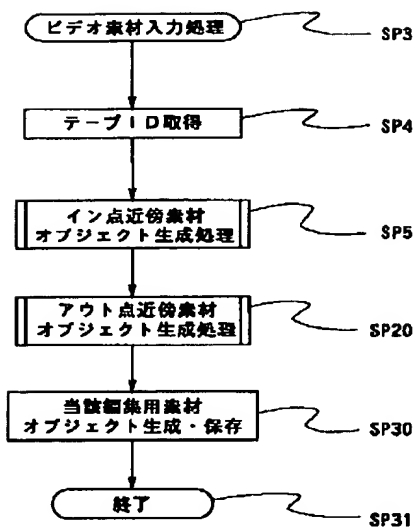 ビデオ素材入力処理
SP3
テープID取得
SP4
イン点近傍素材
オブジェクト生成処理
SP5
アウト点近傍素材
オブジェクト生成処理
SP20
当該編集用素材
オブジェクト生成・保存
SP30
終了
SP31